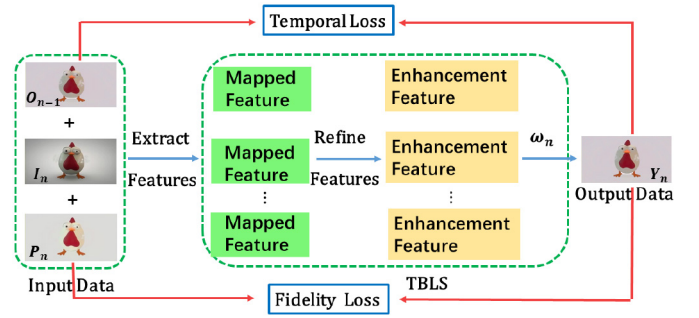 Temporal Loss
Mapped
Feature
Enhancement
Feature
O_{n-1}
+
Extract
Features
I_n
Mapped
Feature
⋮
Refine
Features
Enhancement
Feature
⋮
ω_n
+
P_n
Mapped
Feature
Enhancement
Feature
Y_n
Output Data
Input Data
TBLS
Fidelity Loss